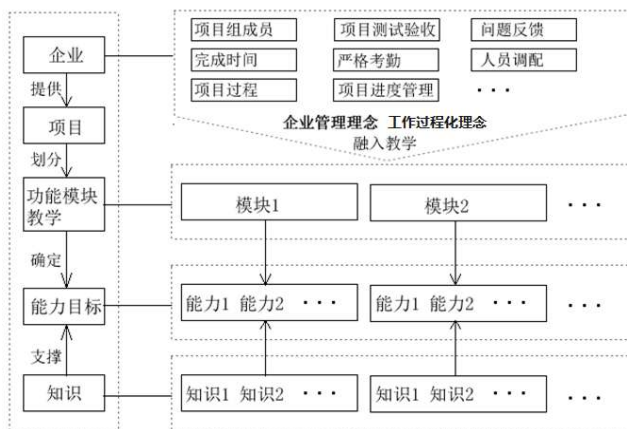 企业
提供
项目
划分
功能模块
教学
确定
能力目标
支撑
知识
项目组成员 项目测试验收 问题反馈
完成时间 严格考勤 人员调配
项目过程 项目进度管理 ···
企业管理理念 工作过程化理念
融入教学
模块1 模块2 ···
能力1 能力2 ··· 能力1 能力2 ··· ···
知识1 知识2 ··· 知识1 知识2 ··· ···